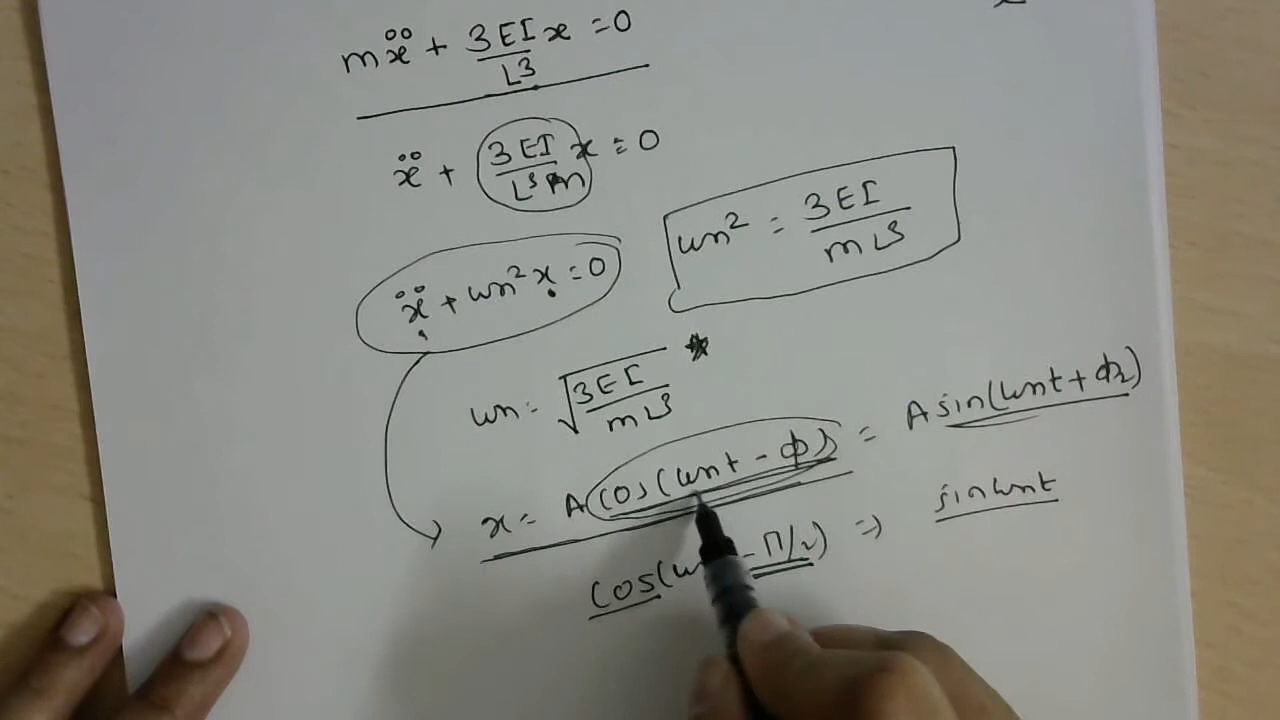 mẍ + 3EI/L³ x = 0
ẍ + 3EI/L³m x = 0
ẍ + ωn²x = 0
ωn² = 3EI/mL³
ωn = √3EI/mL³ *
x = A cos(ωnt - ϕ) = A sin(ωnt + ϕ₂)
cos(ω - π/2) ⇒ sin ωnt